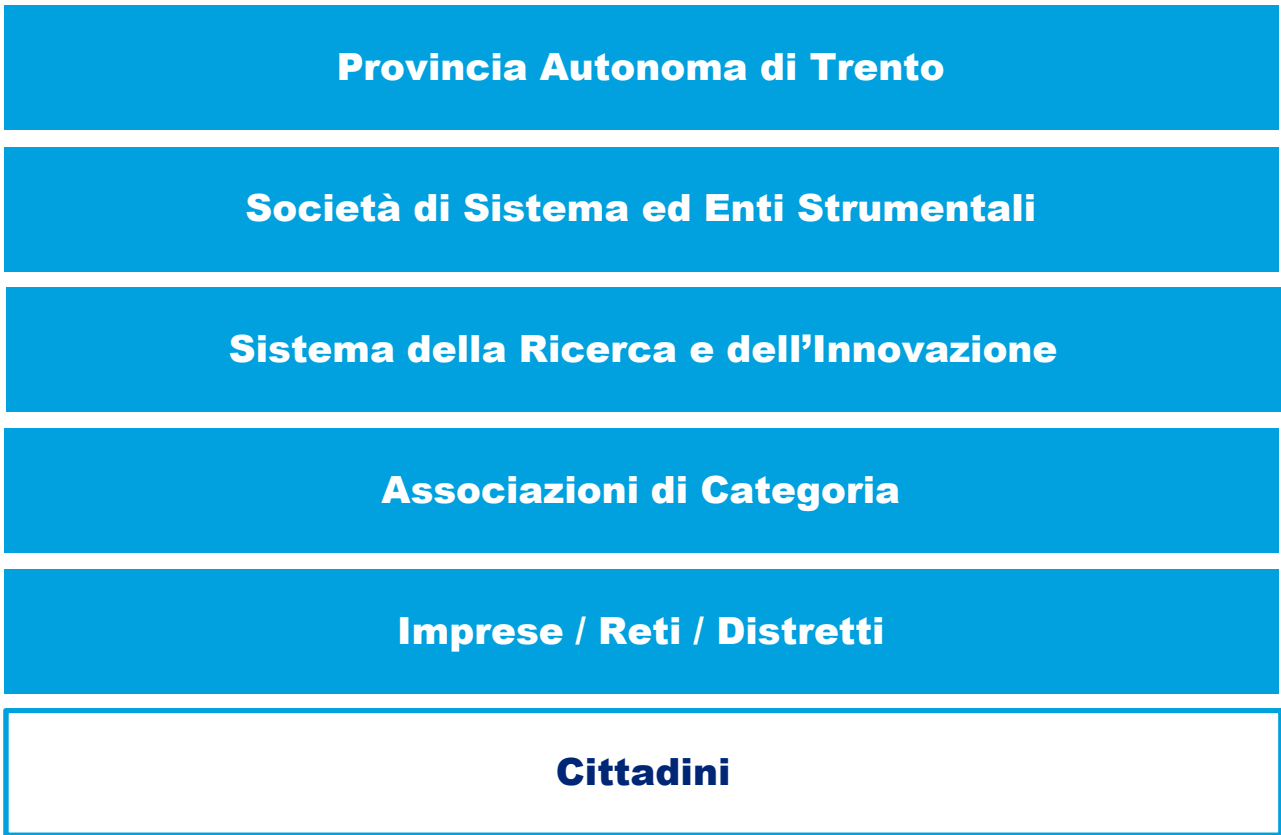 Provincia Autonoma di Trento
Società di Sistema ed Enti Strumentali
Sistema della Ricerca e dell’Innovazione
Associazioni di Categoria
Imprese / Reti / Distretti
Cittadini